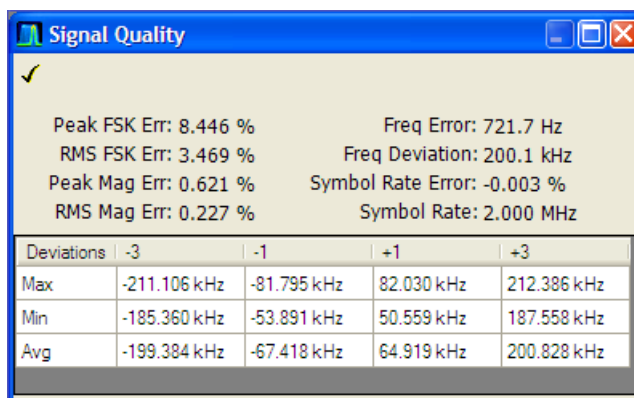 Signal Quality
Peak FSK Err: 8.446 % Freq Error: 721.7 Hz
RMS FSK Err: 3.469 % Freq Deviation: 200.1 kHz
Peak Mag Err: 0.621 % Symbol Rate Error: -0.003 %
RMS Mag Err: 0.227 % Symbol Rate: 2.000 MHz
Deviations -3 -1 +1 +3
Max -211.106 kHz -81.795 kHz 82.030 kHz 212.386 kHz
Min -185.360 kHz -53.891 kHz 50.559 kHz 187.558 kHz
Avg -199.384 kHz -67.418 kHz 64.919 kHz 200.828 kHz